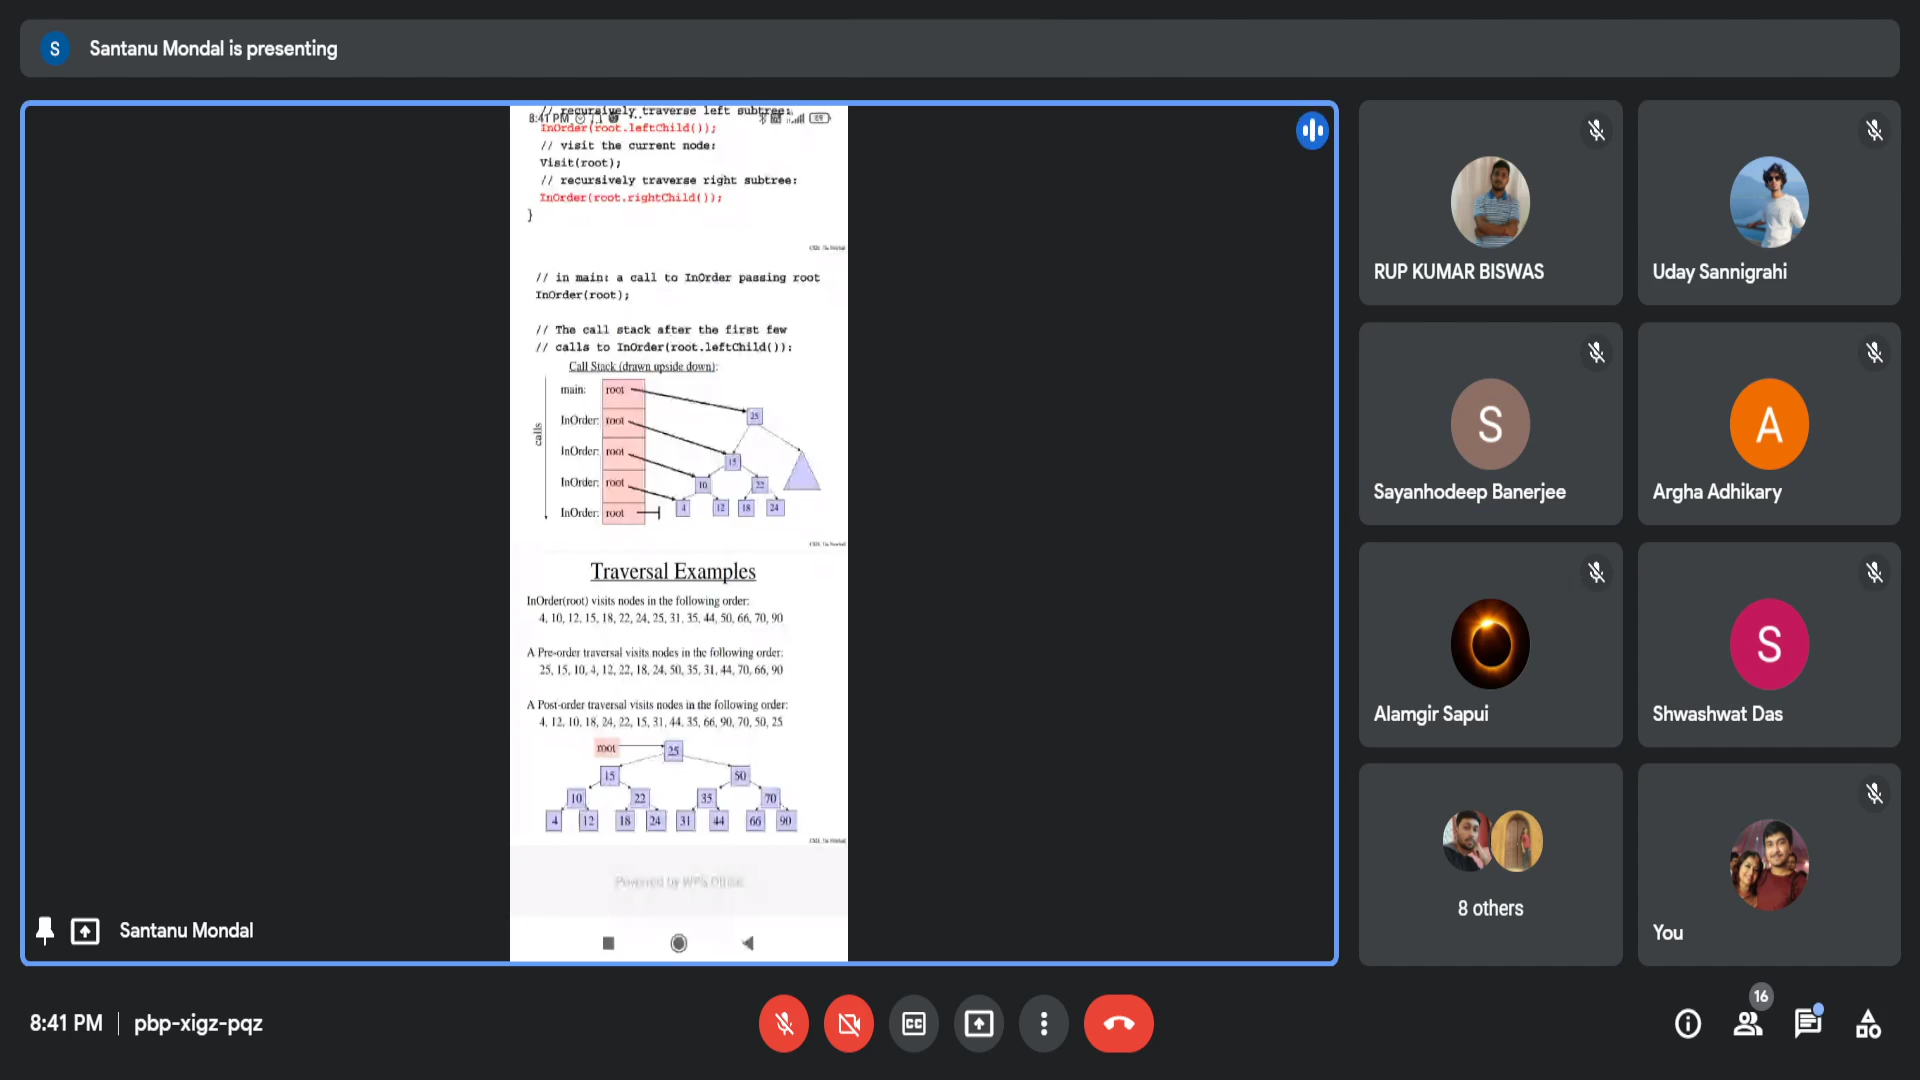 S Santanu Mondal is presenting
// recursively traverse left subtree:
8:41 PM
InOrder(root.leftChild());
// visit the current node:
Visit(root);
// recursively traverse right subtree:
InOrder(root.rightChild());
}
// in main: a call to InOrder passing root
InOrder(root);
// The call stack after the first few
// calls to InOrder(root.leftChild()):
Call Stack (drawn upside down):
calls
main: root
InOrder: root
InOrder: root
InOrder: root
InOrder: root
25
15
10 22
4 12 18 24
Traversal Examples
InOrder(root) visits nodes in the following order:
4, 10, 12, 15, 18, 22, 24, 25, 31, 35, 44, 50, 66, 70, 90
A Pre-order traversal visits nodes in the following order:
25, 15, 10, 4, 12, 22, 18, 24, 50, 35, 31, 44, 70, 66, 90
A Post-order traversal visits nodes in the following order:
4, 12, 10, 18, 24, 22, 15, 31, 44, 35, 66, 90, 70, 50, 25
root 25
15 50
10 22 35 70
4 12 18 24 31 44 66 90
Powered by WPS Office
Santanu Mondal
RUP KUMAR BISWAS
Uday Sannigrahi
S
Sayanhodeep Banerjee
A
Argha Adhikary
Alamgir Sapui
S
Shwashwat Das
8 others
You
8:41 PM | pbp-xigz-pqz
CC
16